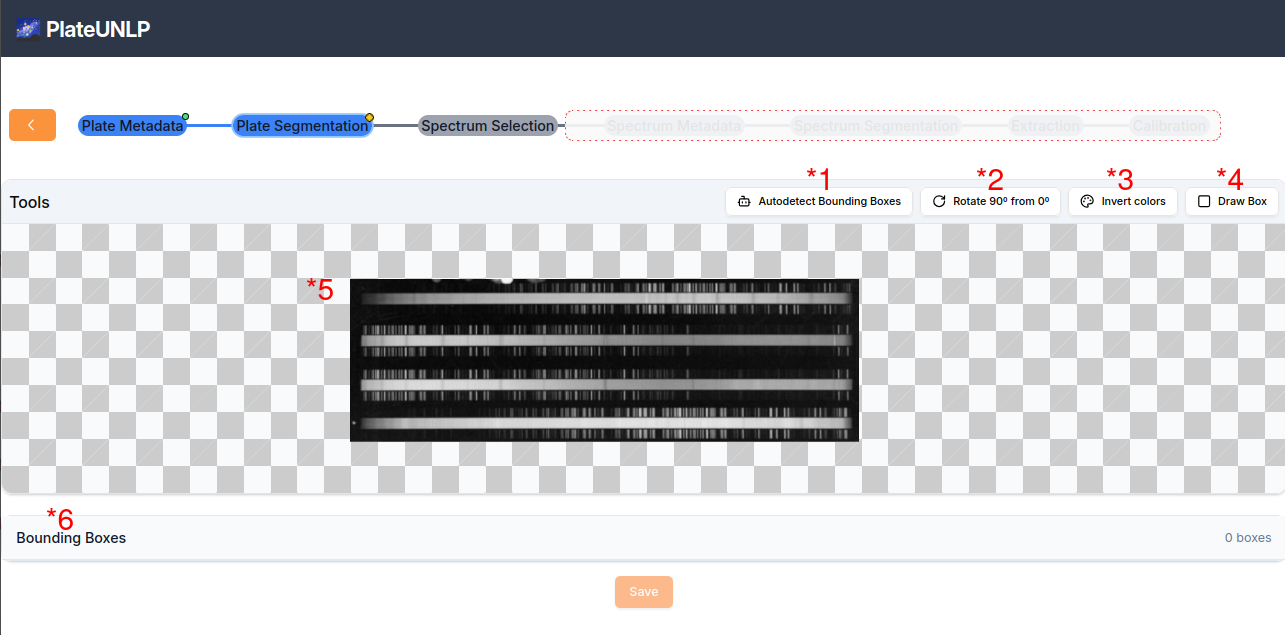 PlateUNLP
Plate Metadata Plate Segmentation Spectrum Selection Spectrum Metadata Spectrum Segmentation Extraction Calibration
*1 *2 *3 *4
Tools Autodetect Bounding Boxes Rotate 90º from 0º Invert colors Draw Box
*5
*6
Bounding Boxes 0 boxes
Save